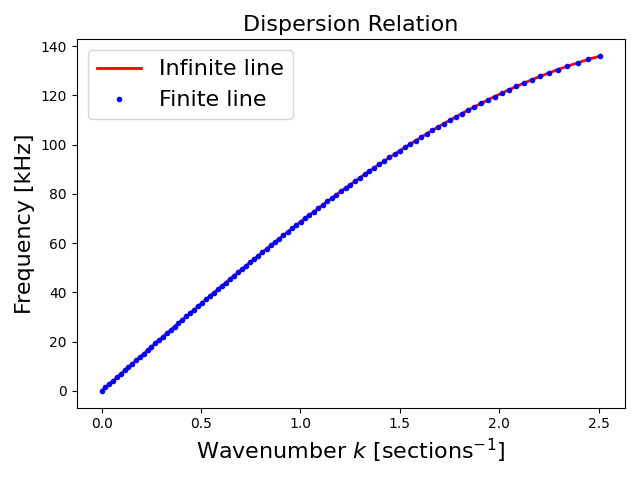 Dispersion Relation
Infinite line
Finite line
Frequency [kHz]
140
120
100
80
60
40
20
0
0.0 0.5 1.0 1.5 2.0 2.5
Wavenumber k [sections⁻¹]